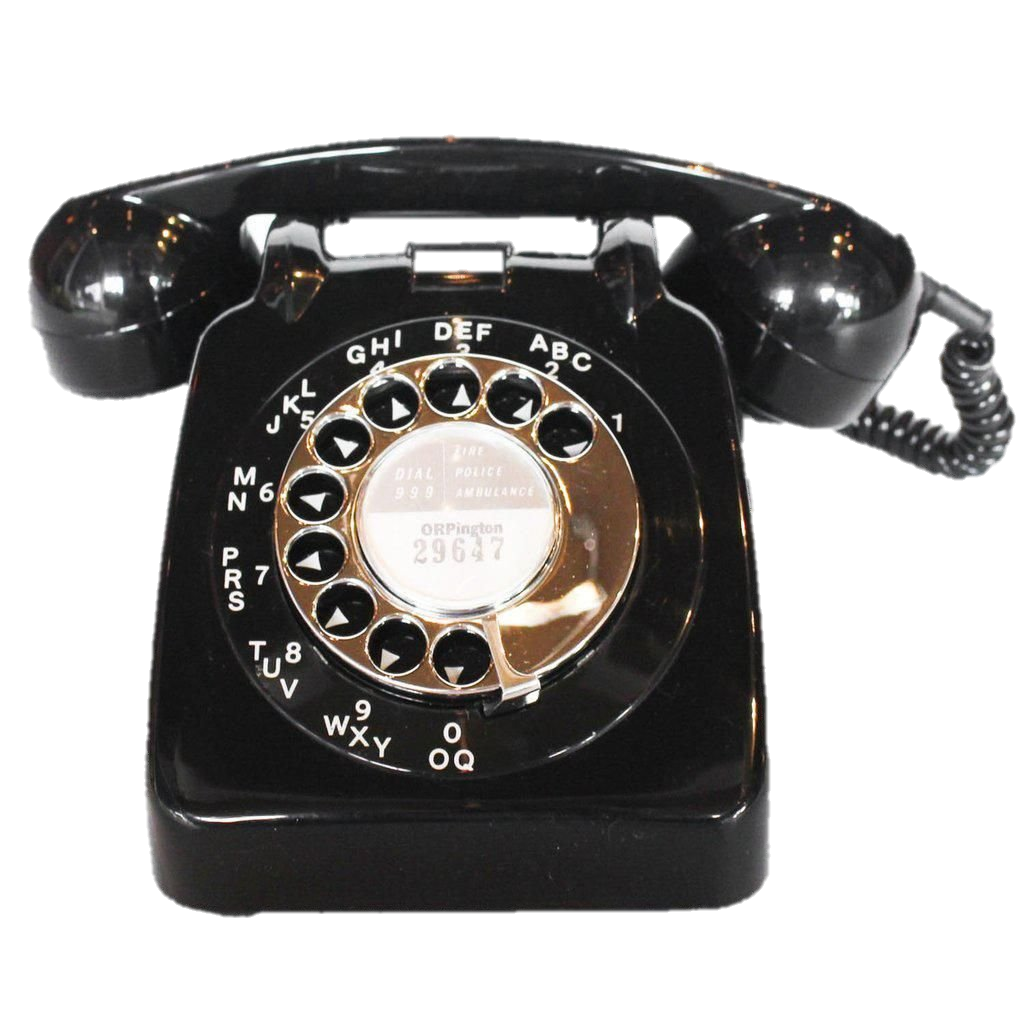 DEF
3
GHI
4
ABC
2
JKL
5
1
MN 6
PRS 7
TUV 8
9
WXY
0
OQ
DIAL 999
FIRE
POLICE
AMBULANCE
ORPington
29647